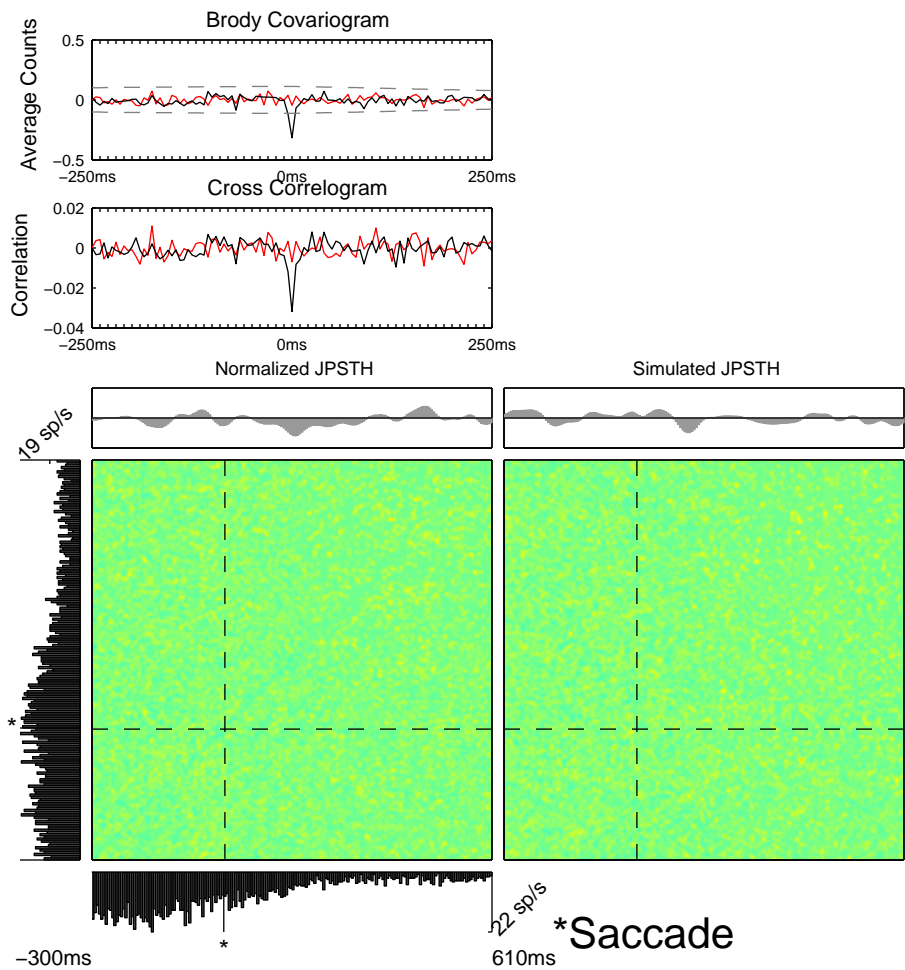 Brody Covariogram
0.5
0
−0.5
Average Counts
−250ms
0ms
250ms
Cross Correlogram
0.02
0
−0.02
−0.04
Correlation
−250ms
0ms
250ms
Normalized JPSTH
Simulated JPSTH
19 sp/s
*
22 sp/s
*
*Saccade
−300ms
610ms